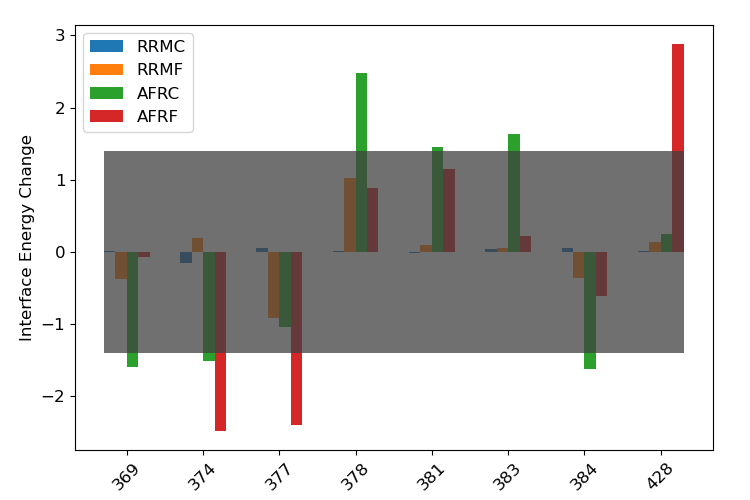 3
2
1
0
−1
−2
Interface Energy Change
RRMC
RRMF
AFRC
AFRF
369
374
377
378
381
383
384
428